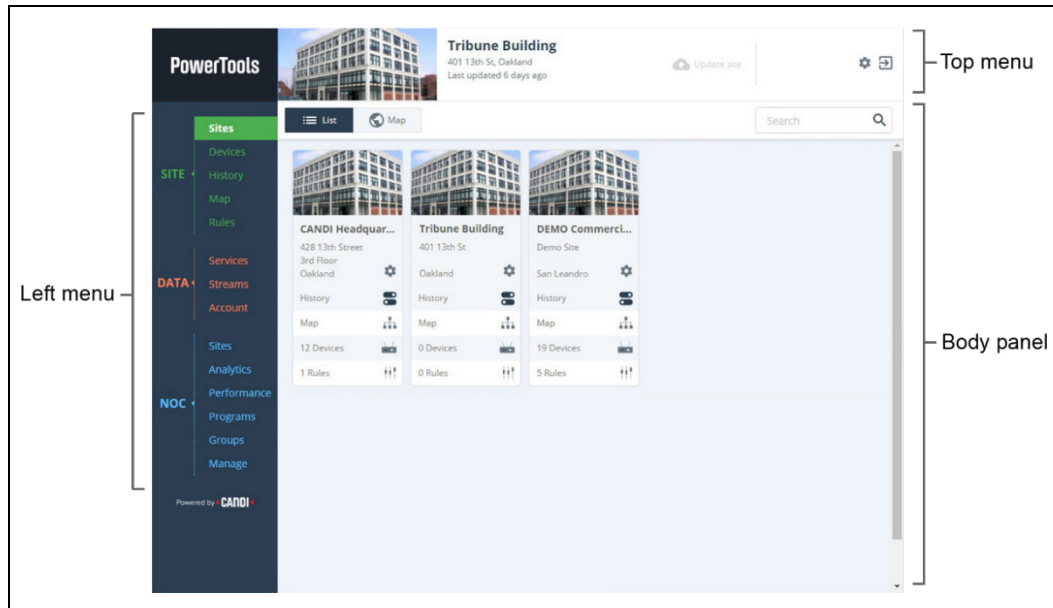 PowerTools
Tribune Building
401 13th St, Oakland
Last updated 6 days ago
Update site
Top menu
Left menu
SITE
Sites
Devices
History
Map
Rules
DATA
Services
Streams
Account
NOC
Sites
Analytics
Performance
Programs
Groups
Manage
Powered by CANDI
List
Map
Search
CANDI Headquar...
428 13th Street
3rd Floor
Oakland
History
Map
12 Devices
1 Rules
Tribune Building
401 13th St
Oakland
History
Map
0 Devices
0 Rules
DEMO Commerci...
Demo Site
San Leandro
History
Map
19 Devices
5 Rules
Body panel